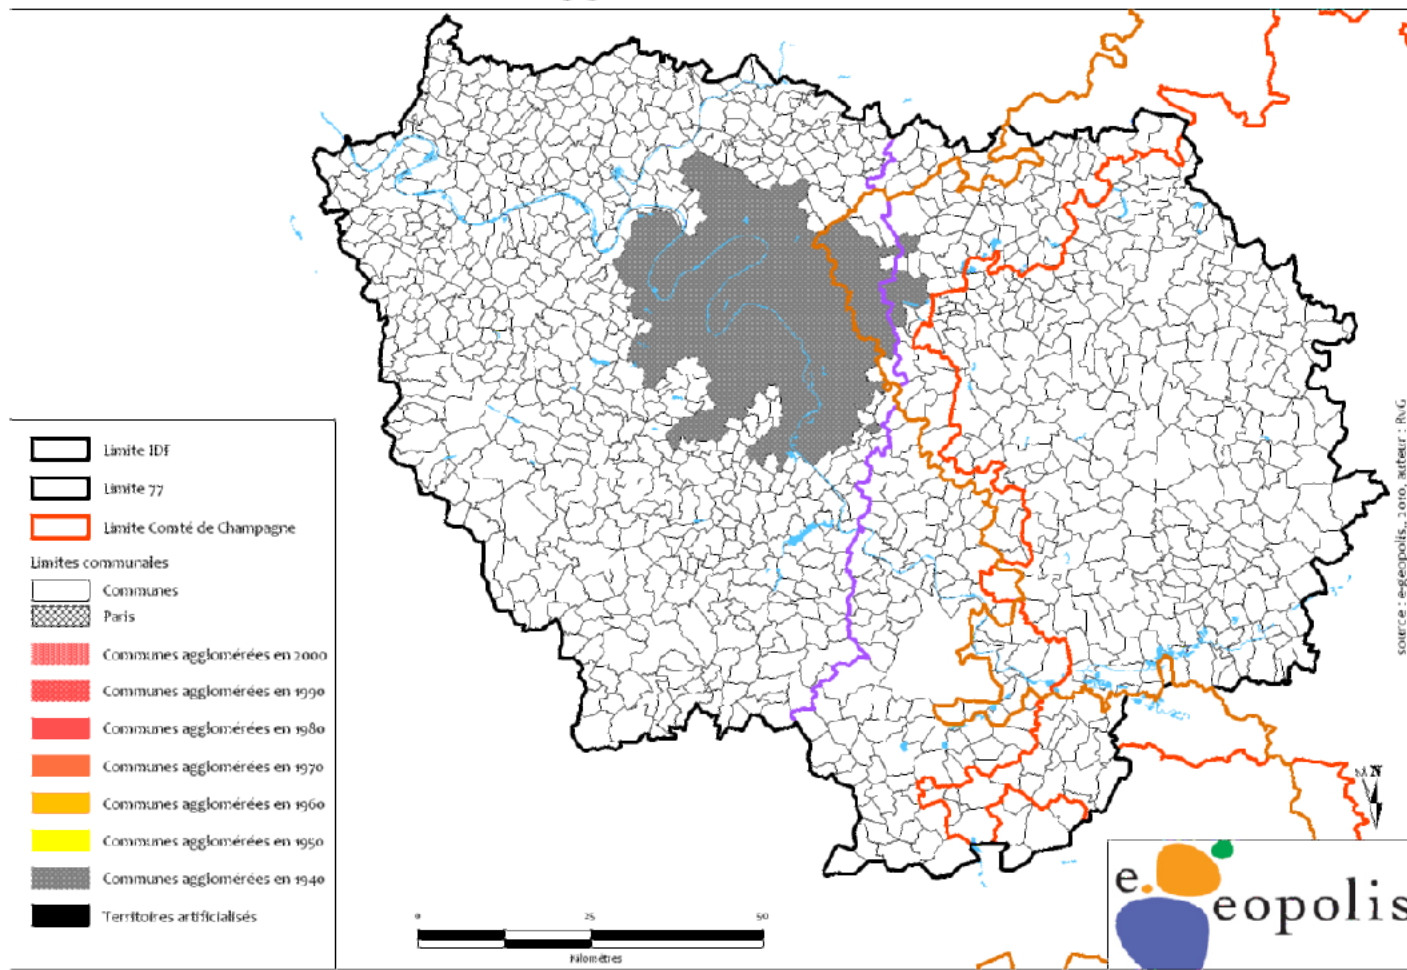 Limite IDF
Limite 77
Limite Comté de Champagne
Limites communales
Communes
Paris
Communes agglomérées en 2000
Communes agglomérées en 1990
Communes agglomérées en 1980
Communes agglomérées en 1970
Communes agglomérées en 1960
Communes agglomérées en 1950
Communes agglomérées en 1940
Territoires artificialisés
0 25 50
Kilomètres
source : e-geopolis, 2010, auteur : RvG
e.
eopolis